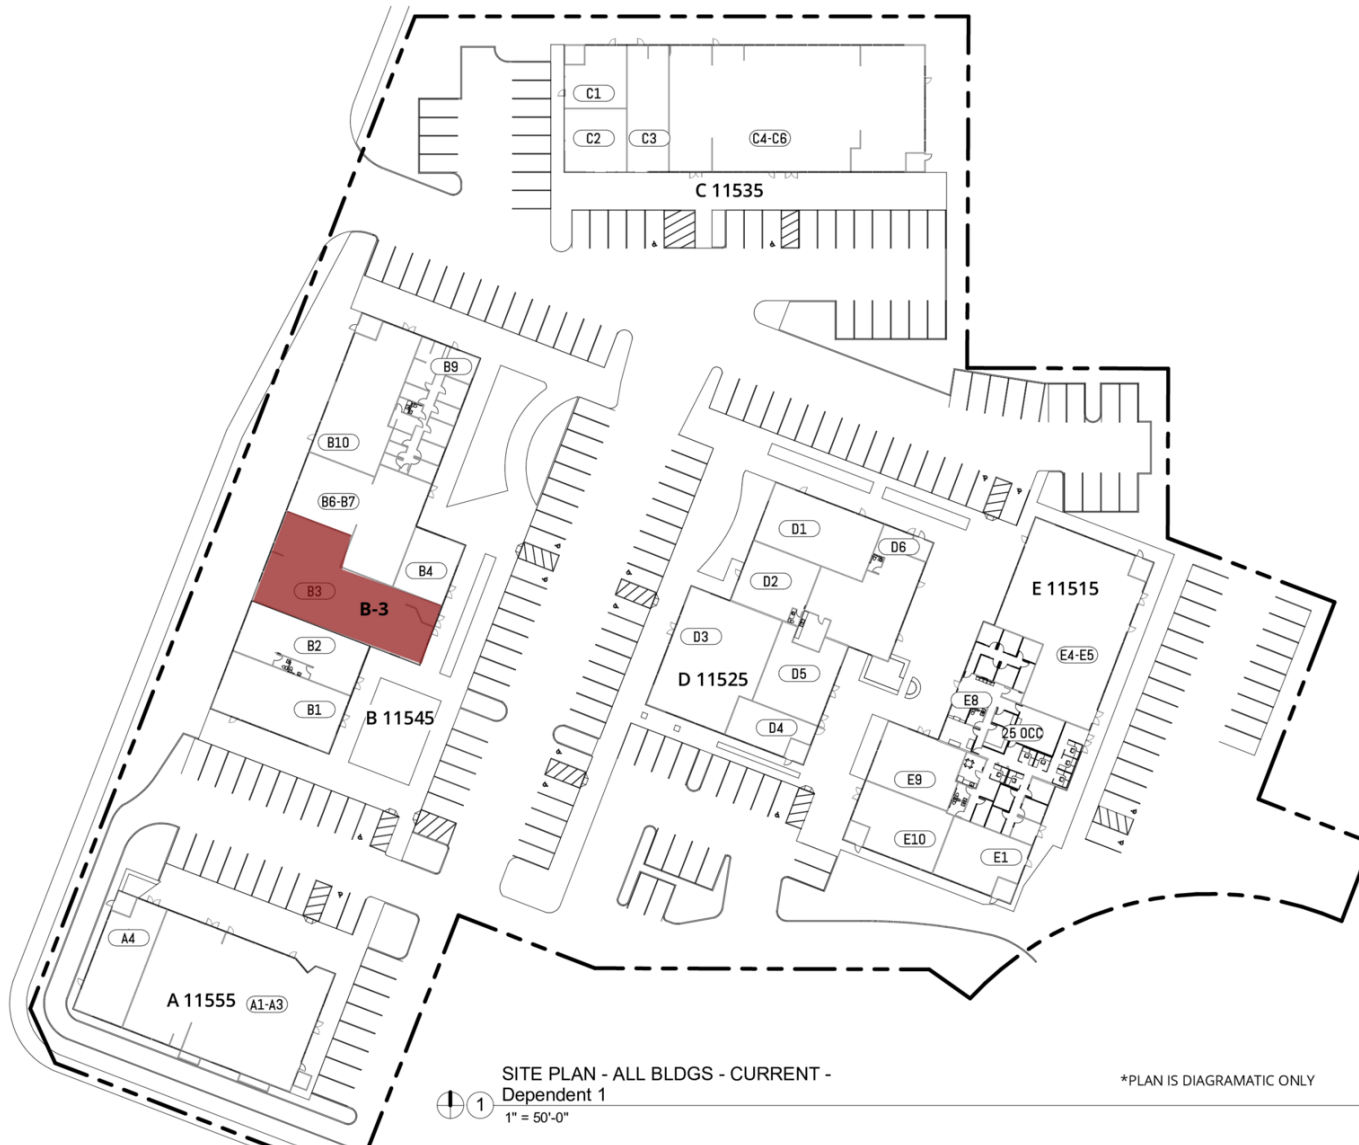 C1
C2
C3
C4-C6
C 11535
B9
B10
B6-B7
B4
B3
B-3
B2
B1
B 11545
D1
D6
D2
D3
D 11525
D5
D4
E 11515
E4-E5
E8
25 OCC
E9
E10
E1
A4
A 11555
A1-A3
1
SITE PLAN - ALL BLDGS - CURRENT -
Dependent 1
1" = 50'-0"
*PLAN IS DIAGRAMATIC ONLY